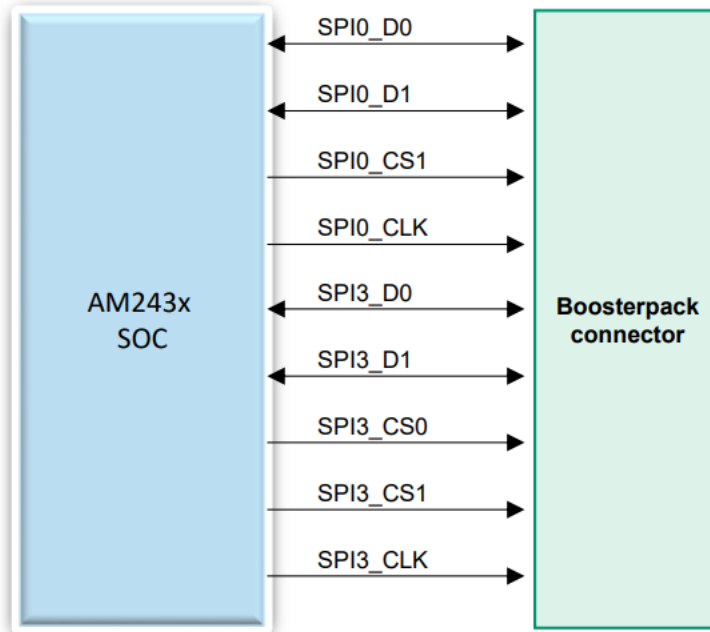 SPI0_D0
SPI0_D1
SPI0_CS1
SPI0_CLK
SPI3_D0
SPI3_D1
SPI3_CS0
SPI3_CS1
SPI3_CLK
AM243x
SOC
Boosterpack
connector